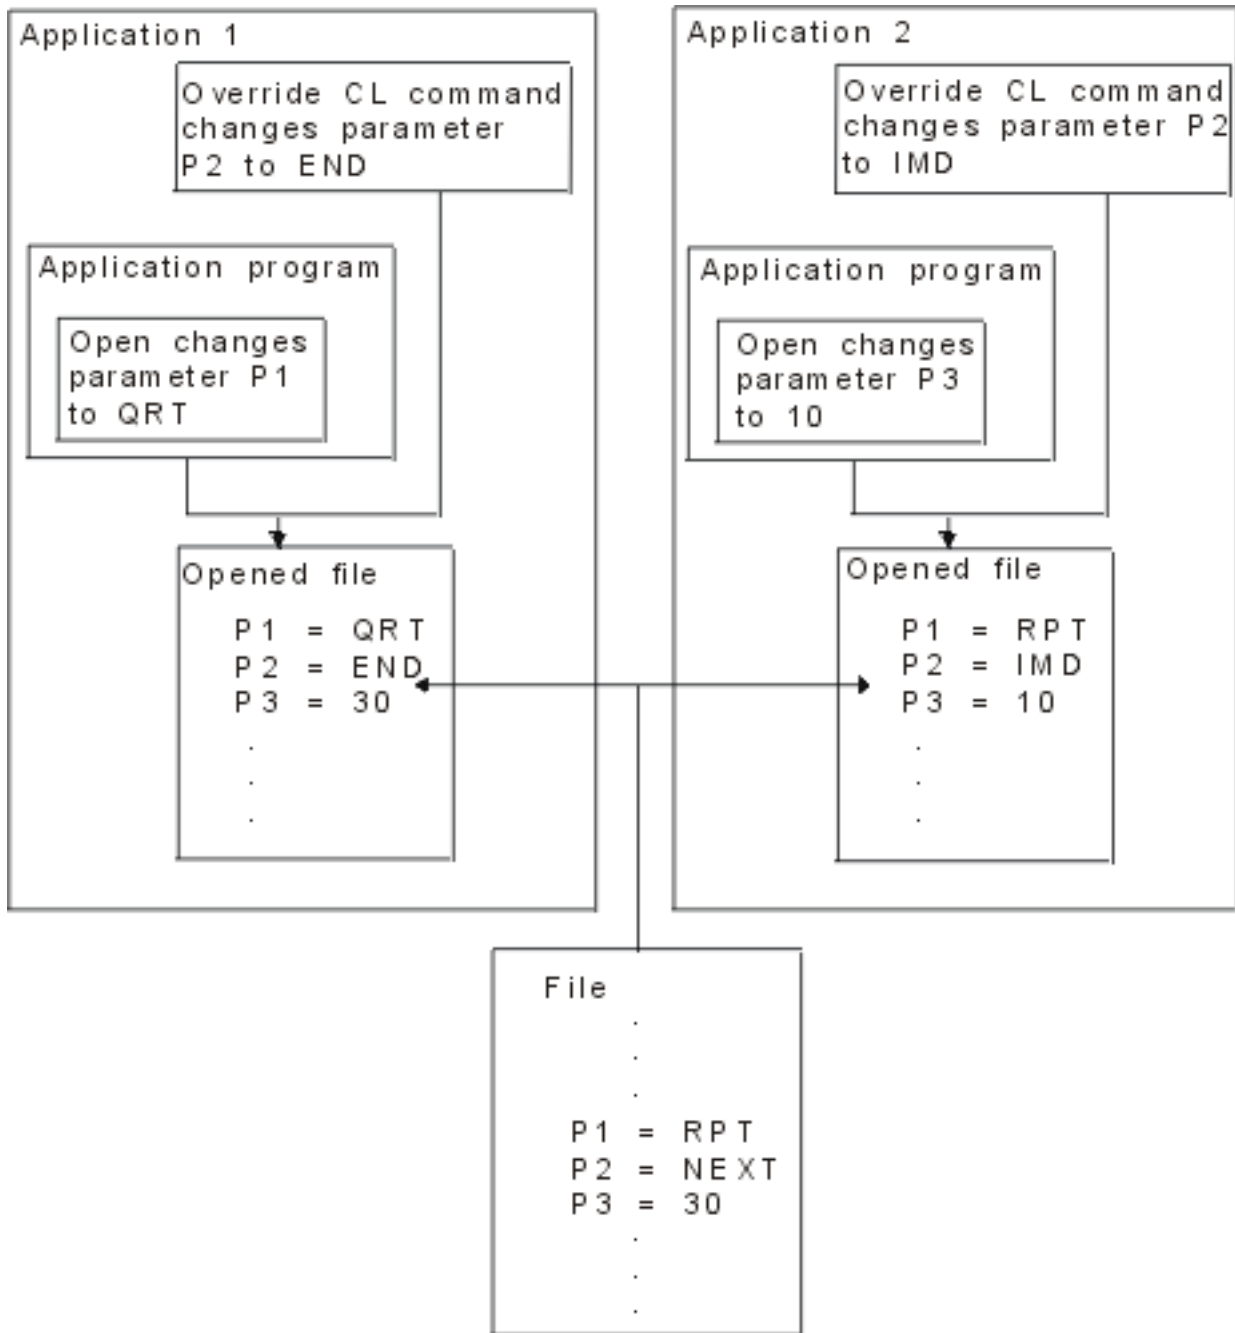 Application 1
Override CL command
changes parameter
P2 to END
Application program
Open changes
parameter P1
to QRT
Opened file
P1 = QRT
P2 = END
P3 = 30
.
.
.
Application 2
Override CL command
changes parameter P2
to IMD
Application program
Open changes
parameter P3
to 10
Opened file
P1 = RPT
P2 = IMD
P3 = 10
.
.
.
File
.
.
.
P1 = RPT
P2 = NEXT
P3 = 30
.
.
.